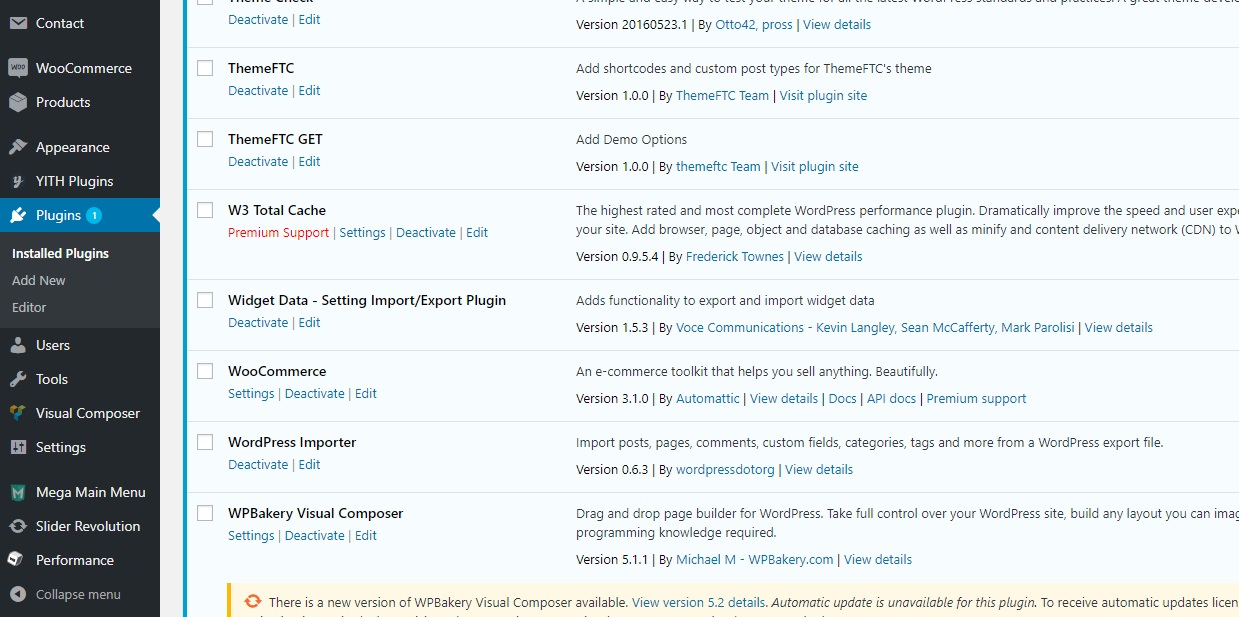 Contact
WooCommerce
Products
Appearance
YITH Plugins
Plugins 1
Installed Plugins
Add New
Editor
Users
Tools
Visual Composer
Settings
Mega Main Menu
Slider Revolution
Performance
Collapse menu
Theme Check
Deactivate | Edit
Version 20160523.1 | By Otto42, pross | View details
ThemeFTC
Deactivate | Edit
Add shortcodes and custom post types for ThemeFTC's theme
Version 1.0.0 | By ThemeFTC Team | Visit plugin site
ThemeFTC GET
Deactivate | Edit
Add Demo Options
Version 1.0.0 | By themeftc Team | Visit plugin site
W3 Total Cache
Premium Support | Settings | Deactivate | Edit
The highest rated and most complete WordPress performance plugin. Dramatically improve the speed and user expe
your site. Add browser, page, object and database caching as well as minify and content delivery network (CDN) to W
Version 0.9.5.4 | By Frederick Townes | View details
Widget Data - Setting Import/Export Plugin
Deactivate | Edit
Adds functionality to export and import widget data
Version 1.5.3 | By Voce Communications - Kevin Langley, Sean McCafferty, Mark Parolisi | View details
WooCommerce
Settings | Deactivate | Edit
An e-commerce toolkit that helps you sell anything. Beautifully.
Version 3.1.0 | By Automattic | View details | Docs | API docs | Premium support
WordPress Importer
Deactivate | Edit
Import posts, pages, comments, custom fields, categories, tags and more from a WordPress export file.
Version 0.6.3 | By wordpressdotorg | View details
WPBakery Visual Composer
Settings | Deactivate | Edit
Drag and drop page builder for WordPress. Take full control over your WordPress site, build any layout you can imag
programming knowledge required.
Version 5.1.1 | By Michael M - WPBakery.com | View details
There is a new version of WPBakery Visual Composer available. View version 5.2 details. Automatic update is unavailable for this plugin. To receive automatic updates licen